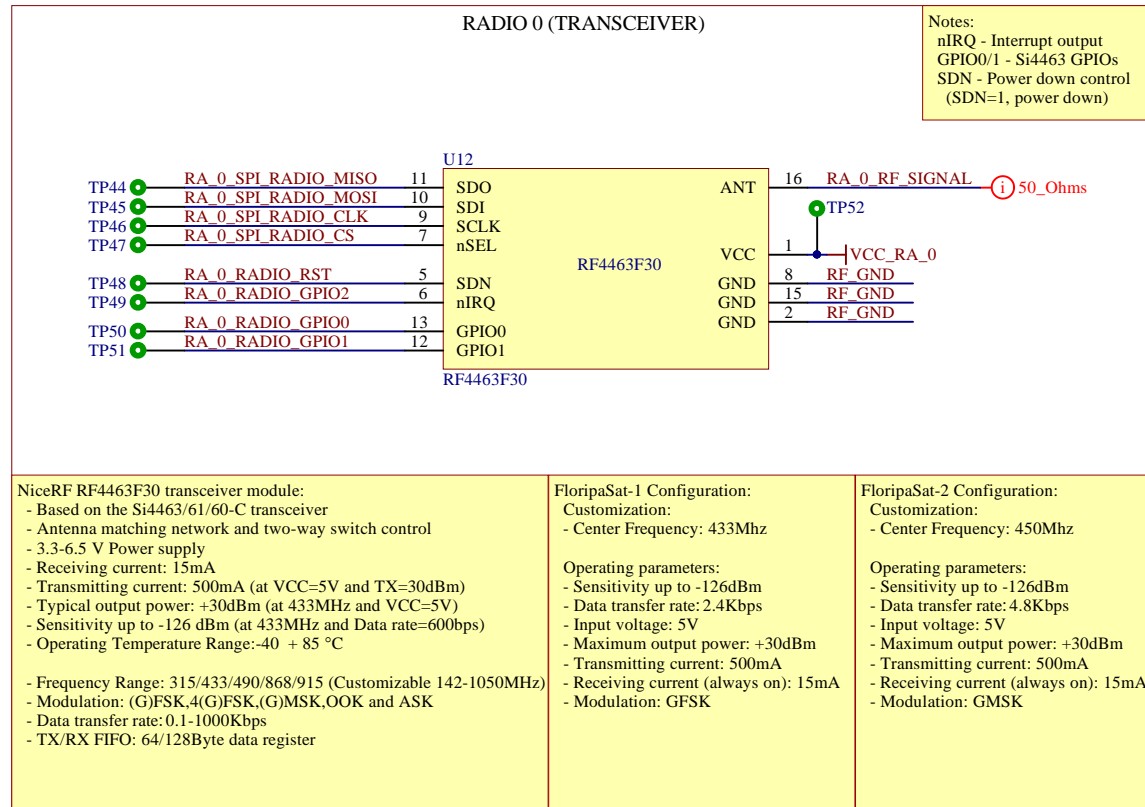 RADIO 0 (TRANSCEIVER)
Notes:
nIRQ - Interrupt output
GPIO0/1 - Si4463 GPIOs
SDN - Power down control
(SDN=1, power down)
U12
TP44 RA_0_SPI_RADIO_MISO 11 SDO
TP45 RA_0_SPI_RADIO_MOSI 10 SDI
TP46 RA_0_SPI_RADIO_CLK 9 SCLK
TP47 RA_0_SPI_RADIO_CS 7 nSEL
TP48 RA_0_RADIO_RST 5 SDN
TP49 RA_0_RADIO_GPIO2 6 nIRQ
TP50 RA_0_RADIO_GPIO0 13 GPIO0
TP51 RA_0_RADIO_GPIO1 12 GPIO1
RF4463F30
ANT 16 RA_0_RF_SIGNAL i 50_Ohms
TP52
VCC 1 VCC_RA_0
GND 8 RF_GND
GND 15 RF_GND
GND 2 RF_GND
RF4463F30
NiceRF RF4463F30 transceiver module:
- Based on the Si4463/61/60-C transceiver
- Antenna matching network and two-way switch control
- 3.3-6.5 V Power supply
- Receiving current: 15mA
- Transmitting current: 500mA (at VCC=5V and TX=30dBm)
- Typical output power: +30dBm (at 433MHz and VCC=5V)
- Sensitivity up to -126 dBm (at 433MHz and Data rate=600bps)
- Operating Temperature Range:-40 + 85 °C
- Frequency Range: 315/433/490/868/915 (Customizable 142-1050MHz)
- Modulation: (G)FSK,4(G)FSK,(G)MSK,OOK and ASK
- Data transfer rate: 0.1-1000Kbps
- TX/RX FIFO: 64/128Byte data register
FloripaSat-1 Configuration:
Customization:
- Center Frequency: 433Mhz
Operating parameters:
- Sensitivity up to -126dBm
- Data transfer rate: 2.4Kbps
- Input voltage: 5V
- Maximum output power: +30dBm
- Transmitting current: 500mA
- Receiving current (always on): 15mA
- Modulation: GFSK
FloripaSat-2 Configuration:
Customization:
- Center Frequency: 450Mhz
Operating parameters:
- Sensitivity up to -126dBm
- Data transfer rate: 4.8Kbps
- Input voltage: 5V
- Maximum output power: +30dBm
- Transmitting current: 500mA
- Receiving current (always on): 15mA
- Modulation: GMSK